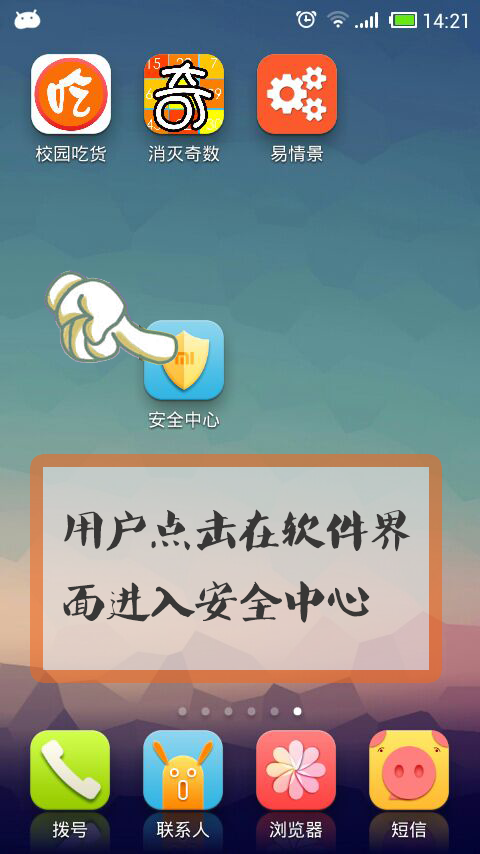 14:21
吃
15 7
奇
校园吃货
消灭奇数
易情景
mi
安全中心
用户点击在软件界
面进入安全中心
拨号
联系人
浏览器
短信